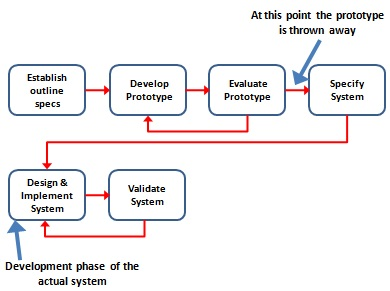 At this point the prototype
is thrown away
Establish
outline
specs
Develop
Prototype
Evaluate
Prototype
Specify
System
Design &
Implement
System
Validate
System
Development phase of the
actual system